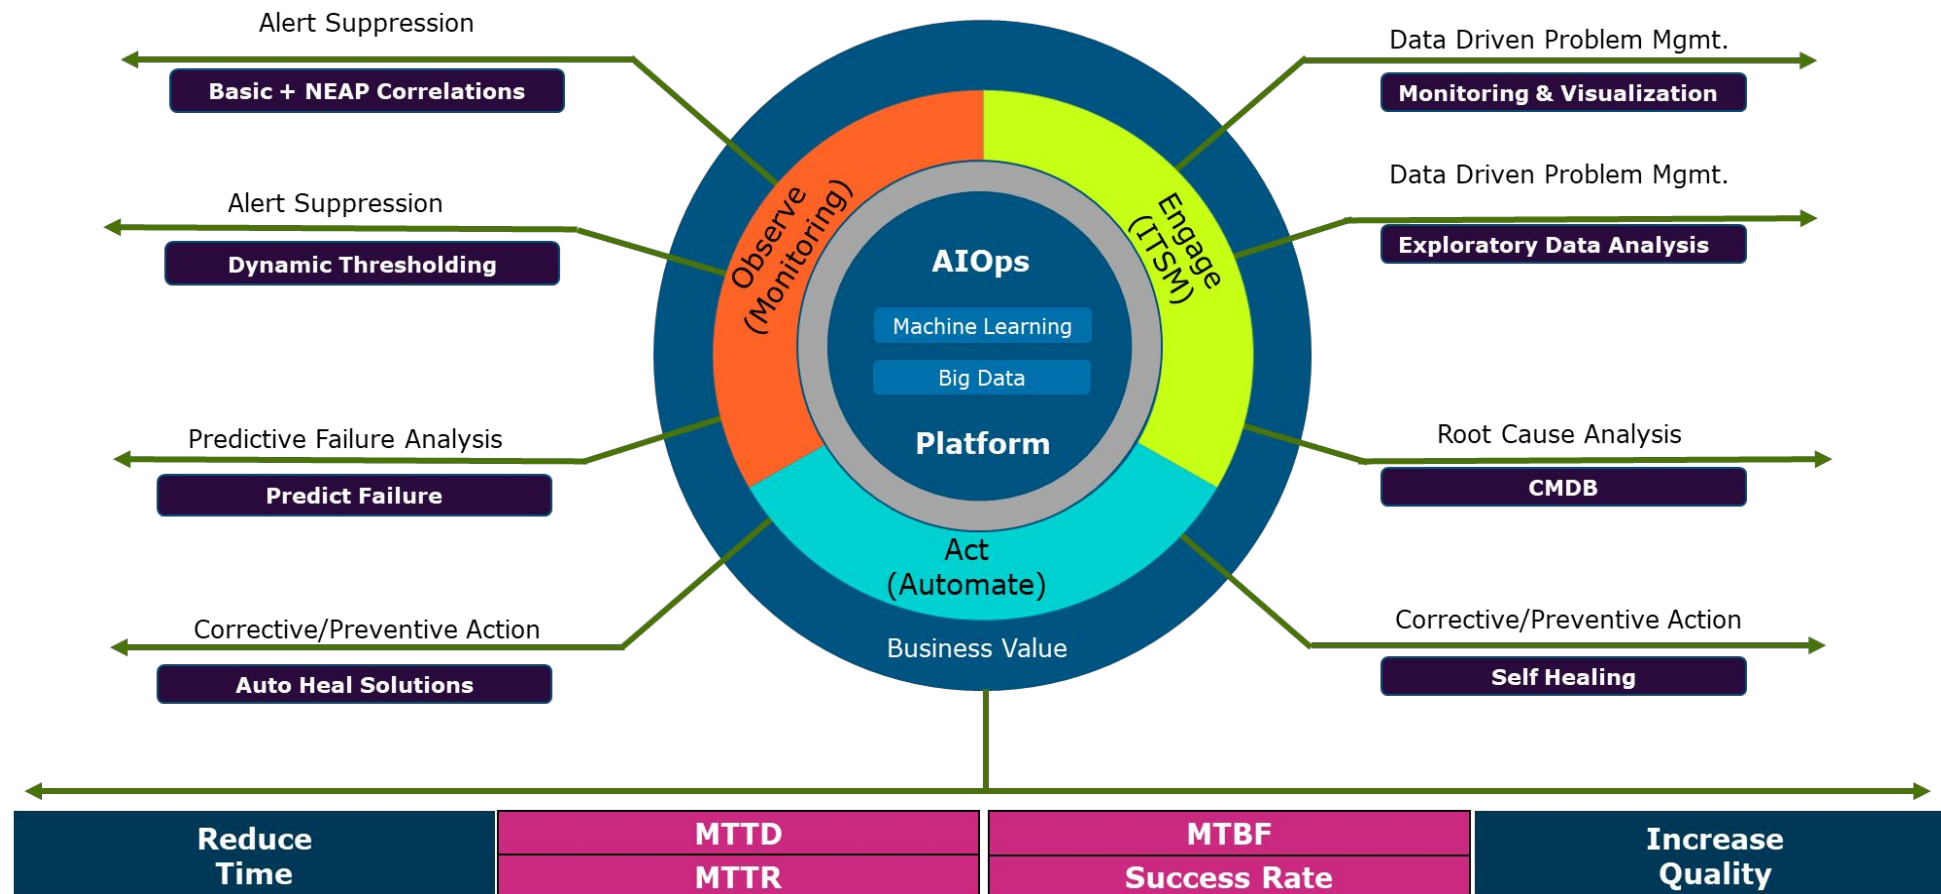 Alert Suppression
Basic + NEAP Correlations
Alert Suppression
Dynamic Thresholding
Predictive Failure Analysis
Predict Failure
Corrective/Preventive Action
Auto Heal Solutions
Observe
(Monitoring)
Engage
(ITSM)
AIOps
Machine Learning
Big Data
Platform
Act
(Automate)
Business Value
Data Driven Problem Mgmt.
Monitoring & Visualization
Data Driven Problem Mgmt.
Exploratory Data Analysis
Root Cause Analysis
CMDB
Corrective/Preventive Action
Self Healing
Reduce
Time
MTTD
MTTR
MTBF
Success Rate
Increase
Quality